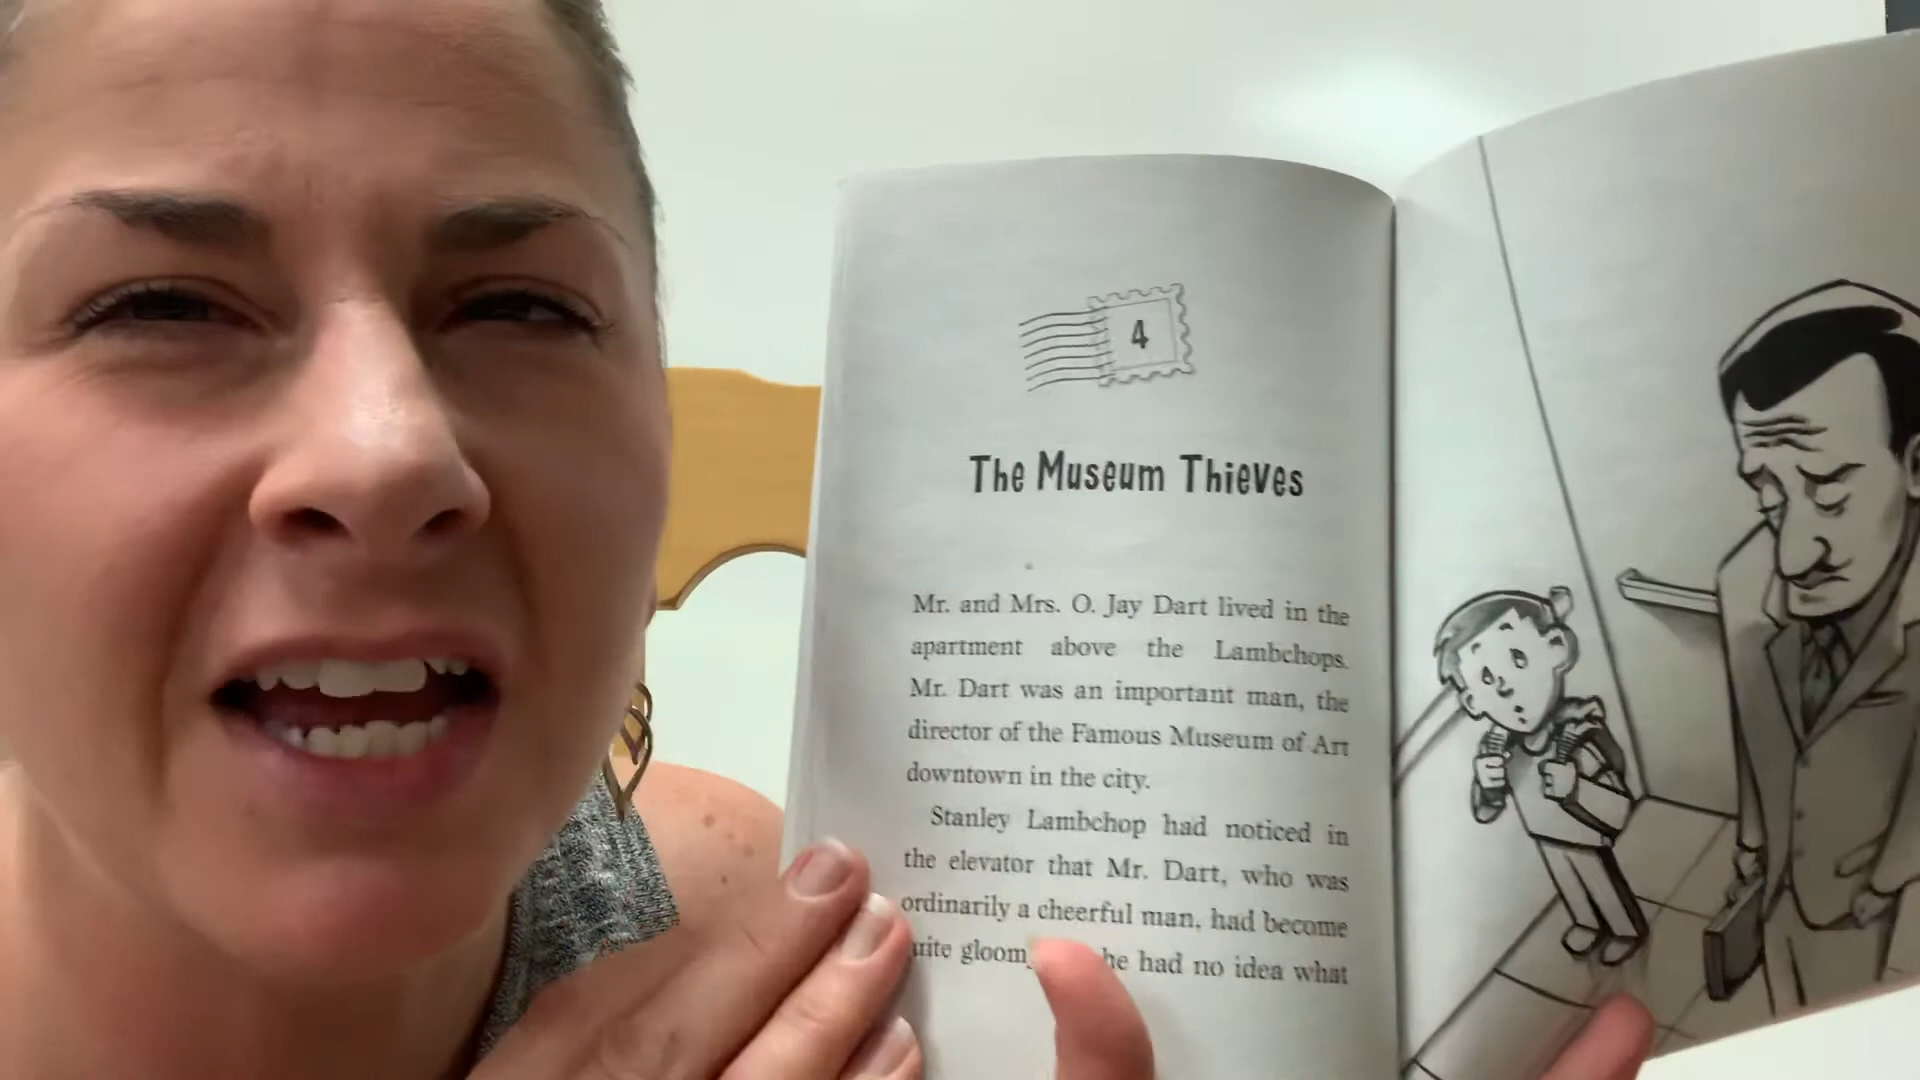 4
The Museum Thieves
Mr. and Mrs. O. Jay Dart lived in the
apartment above the Lambchops.
Mr. Dart was an important man, the
director of the Famous Museum of Art
downtown in the city.
Stanley Lambchop had noticed in
the elevator that Mr. Dart, who was
ordinarily a cheerful man, had become
he had no idea what